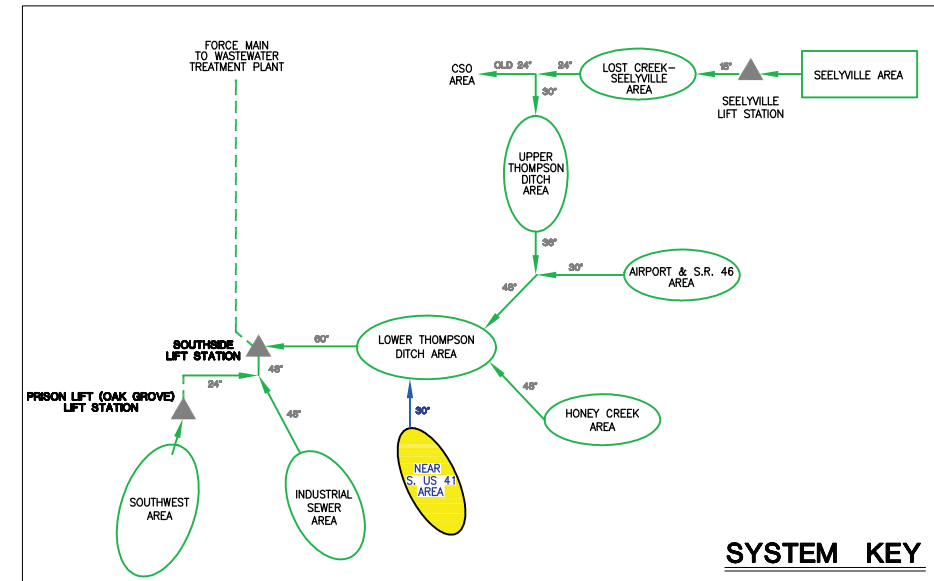 FORCE MAIN
TO WASTEWATER
TREATMENT PLANT
CSO
AREA
OLD 24"
24"
LOST CREEK-
SEELYVILLE
AREA
15"
SEELYVILLE
LIFT STATION
SEELYVILLE AREA
30"
UPPER
THOMPSON
DITCH
AREA
36"
30"
AIRPORT & S.R. 46
AREA
48"
SOUTHSIDE
LIFT STATION
60"
LOWER THOMPSON
DITCH AREA
48"
24"
PRISON LIFT (OAK GROVE)
LIFT STATION
48"
30"
48"
HONEY CREEK
AREA
SOUTHWEST
AREA
INDUSTRIAL
SEWER
AREA
NEAR
S. US 41
AREA
SYSTEM KEY